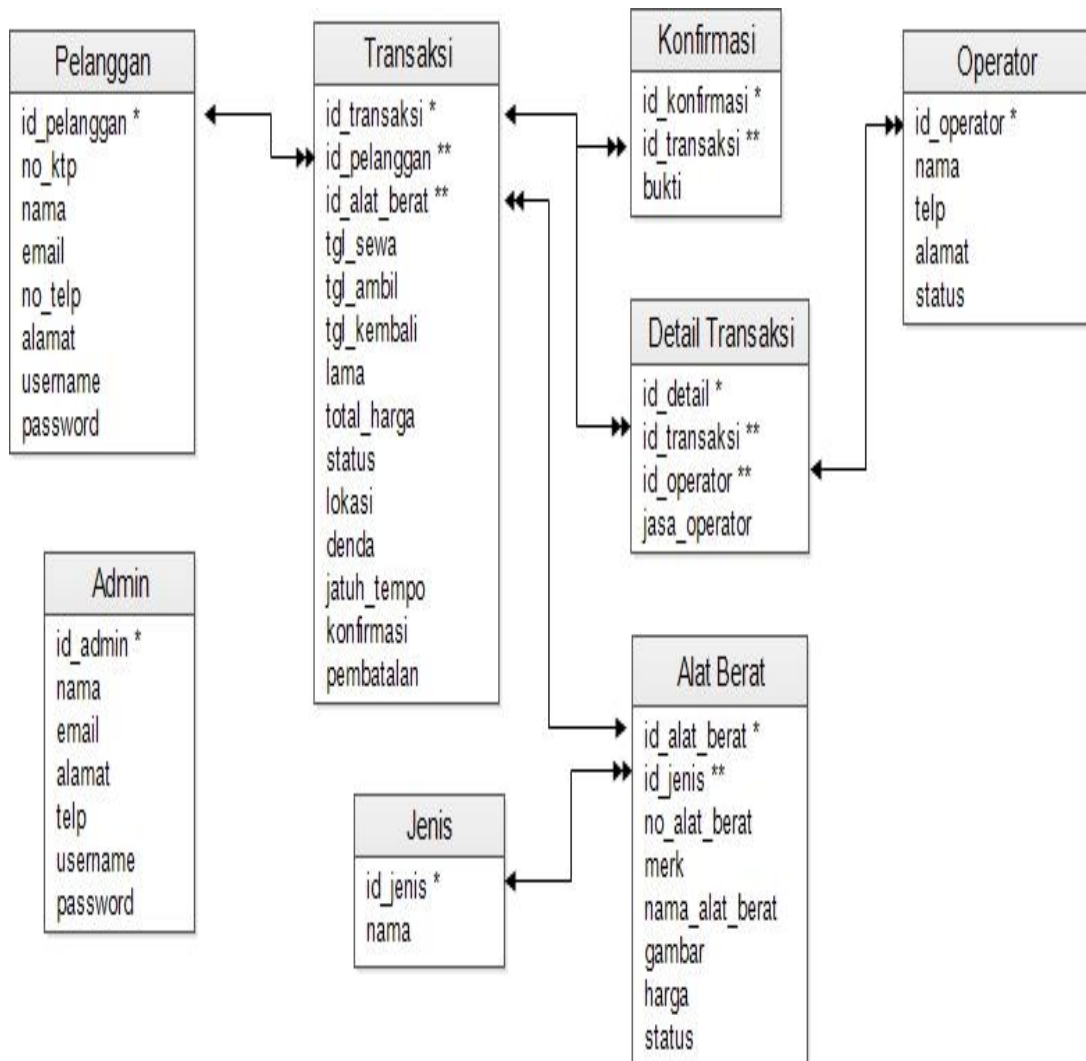 Pelanggan
id_pelanggan *
no_ktp
nama
email
no_telp
alamat
username
password
Transaksi
id_transaksi *
id_pelanggan **
id_alat_berat **
tgl_sewa
tgl_ambil
tgl_kembali
lama
total_harga
status
lokasi
denda
jatuh_tempo
konfirmasi
pembatalan
Konfirmasi
id_konfirmasi *
id_transaksi **
bukti
Operator
id_operator *
nama
telp
alamat
status
Detail Transaksi
id_detail *
id_transaksi **
id_operator **
jasa_operator
Admin
id_admin *
nama
email
alamat
telp
username
password
Jenis
id_jenis *
nama
Alat Berat
id_alat_berat *
id_jenis **
no_alat_berat
merk
nama_alat_berat
gambar
harga
status